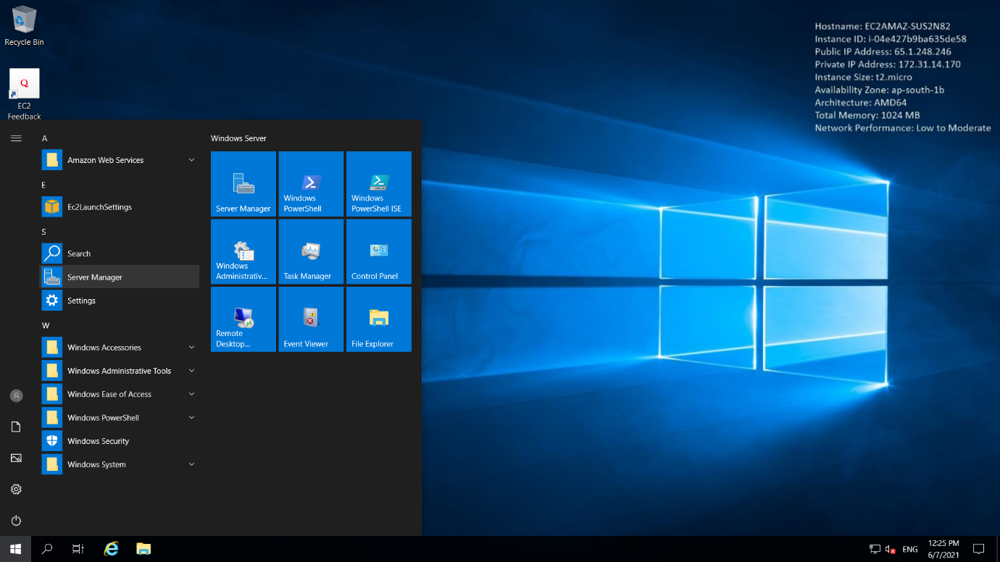 Recycle Bin
Q
EC2
Feedback
Hostname: EC2AMAZ-SUS2N82
Instance ID: i-04e427b9ba635de58
Public IP Address: 65.1.248.246
Private IP Address: 172.31.14.170
Instance Size: t2.micro
Availability Zone: ap-south-1b
Architecture: AMD64
Total Memory: 1024 MB
Network Performance: Low to Moderate
A
Amazon Web Services
E
Ec2LaunchSettings
S
Search
Server Manager
Settings
W
Windows Accessories
Windows Administrative Tools
Windows Ease of Access
Windows PowerShell
Windows Security
Windows System
Windows Server
Server Manager
Windows
PowerShell
Windows
PowerShell ISE
Windows
Administrativ...
Task Manager
Control Panel
Remote
Desktop...
Event Viewer
File Explorer
ENG
12:25 PM
6/7/2021